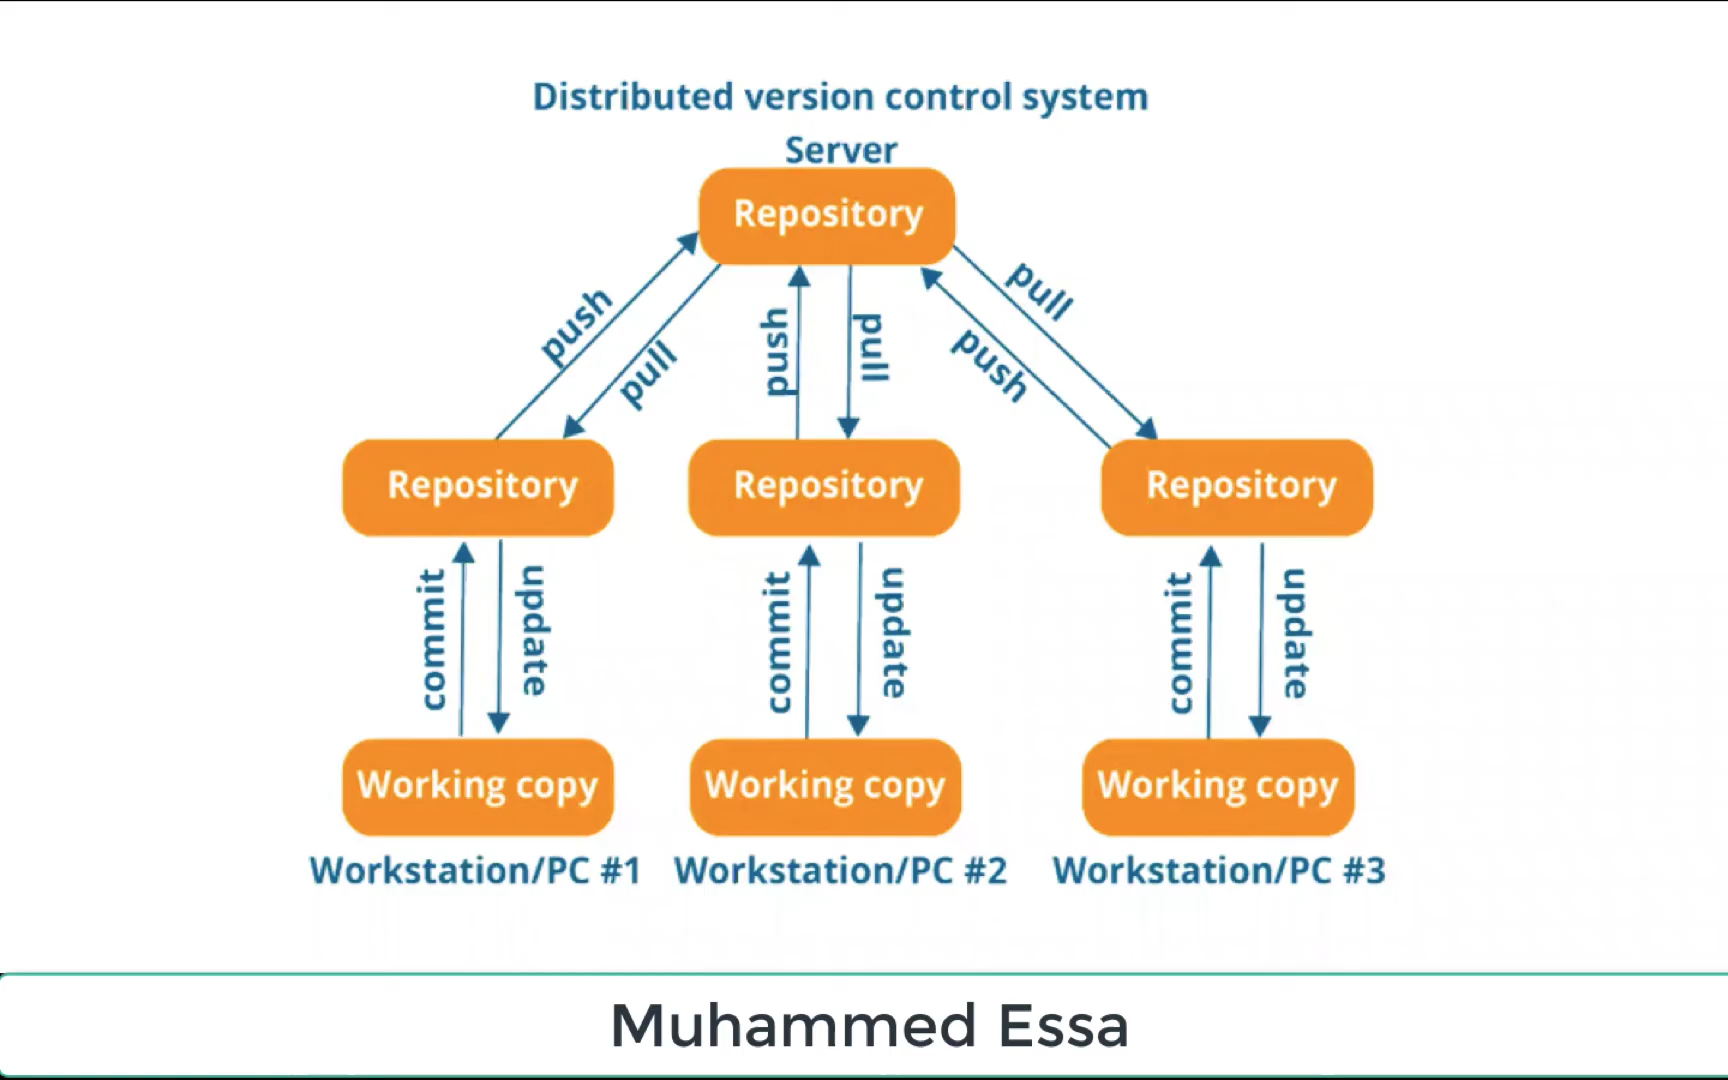 Distributed version control system
Server
Repository
push
pull
push
pull
push
pull
Repository
Repository
Repository
commit
update
commit
update
commit
update
Working copy
Working copy
Working copy
Workstation/PC #1
Workstation/PC #2
Workstation/PC #3
Muhammed Essa